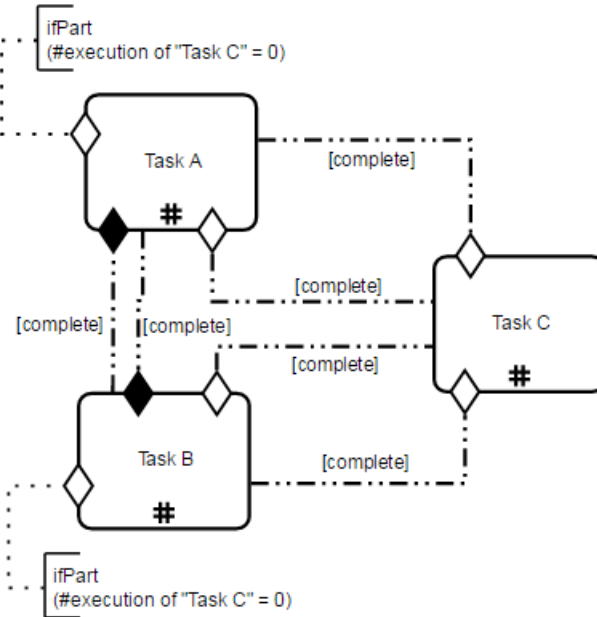 ifPart
(#execution of "Task C" = 0)
Task A
[complete]
[complete]
[complete]
[complete]
Task C
[complete]
Task B
[complete]
ifPart
(#execution of "Task C" = 0)